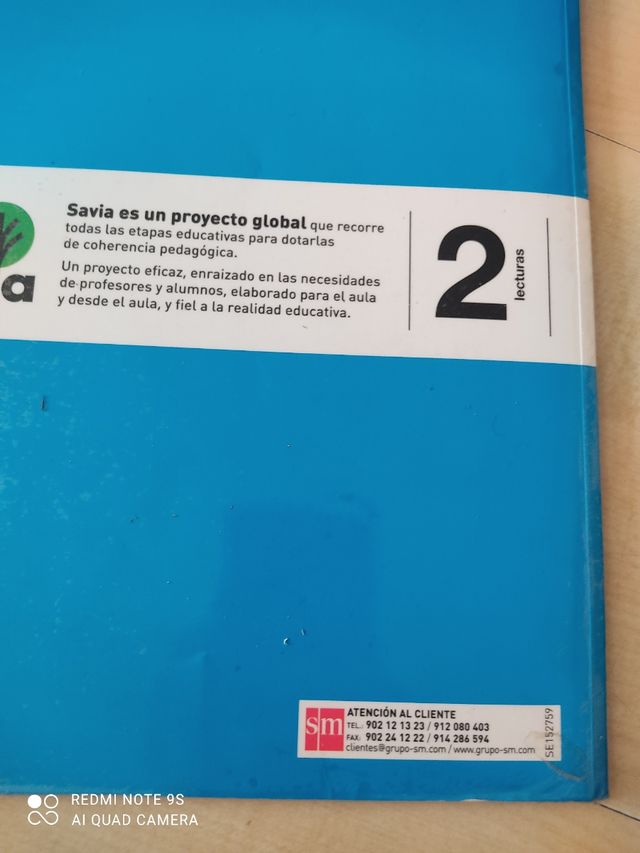 a
Savia es un proyecto global que recorre
todas las etapas educativas para dotarlas
de coherencia pedagógica.
Un proyecto eficaz, enraizado en las necesidades
de profesores y alumnos, elaborado para el aula
y desde el aula, y fiel a la realidad educativa.
2
lecturas
sm
ATENCIÓN AL CLIENTE
TEL.: 902 12 13 23 / 912 080 403
FAX: 902 24 12 22 / 914 286 594
clientes@grupo-sm.com / www.grupo-sm.com
SE152759
REDMI NOTE 9S
AI QUAD CAMERA